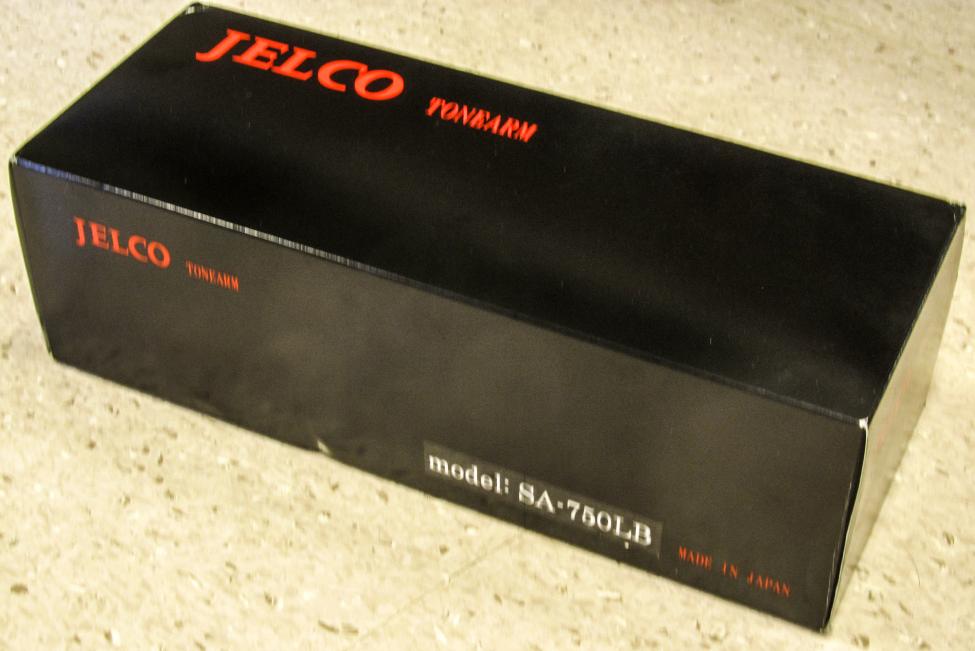 JELCO TONEARM
JELCO TONEARM
model: SA-750LB
MADE IN JAPAN